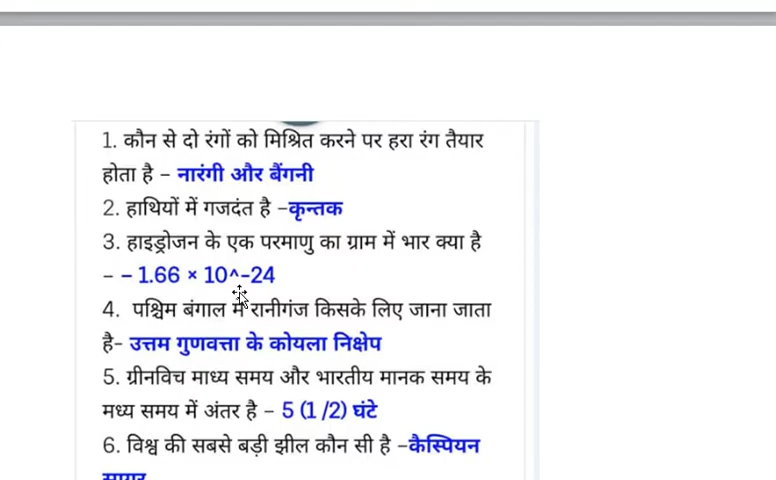 1. कौन से दो रंगों को मिश्रित करने पर हरा रंग तैयार
होता है – नारंगी और बैंगनी
2. हाथियों में गजदंत है –कृन्तक
3. हाइड्रोजन के एक परमाणु का ग्राम में भार क्या है
– – 1.66 × 10^-24
4. पश्चिम बंगाल में रानीगंज किसके लिए जाना जाता
है– उत्तम गुणवत्ता के कोयला निक्षेप
5. ग्रीनविच माध्य समय और भारतीय मानक समय के
मध्य समय में अंतर है – 5 (1 /2) घंटे
6. विश्व की सबसे बड़ी झील कौन सी है –कैस्पियन
सागर